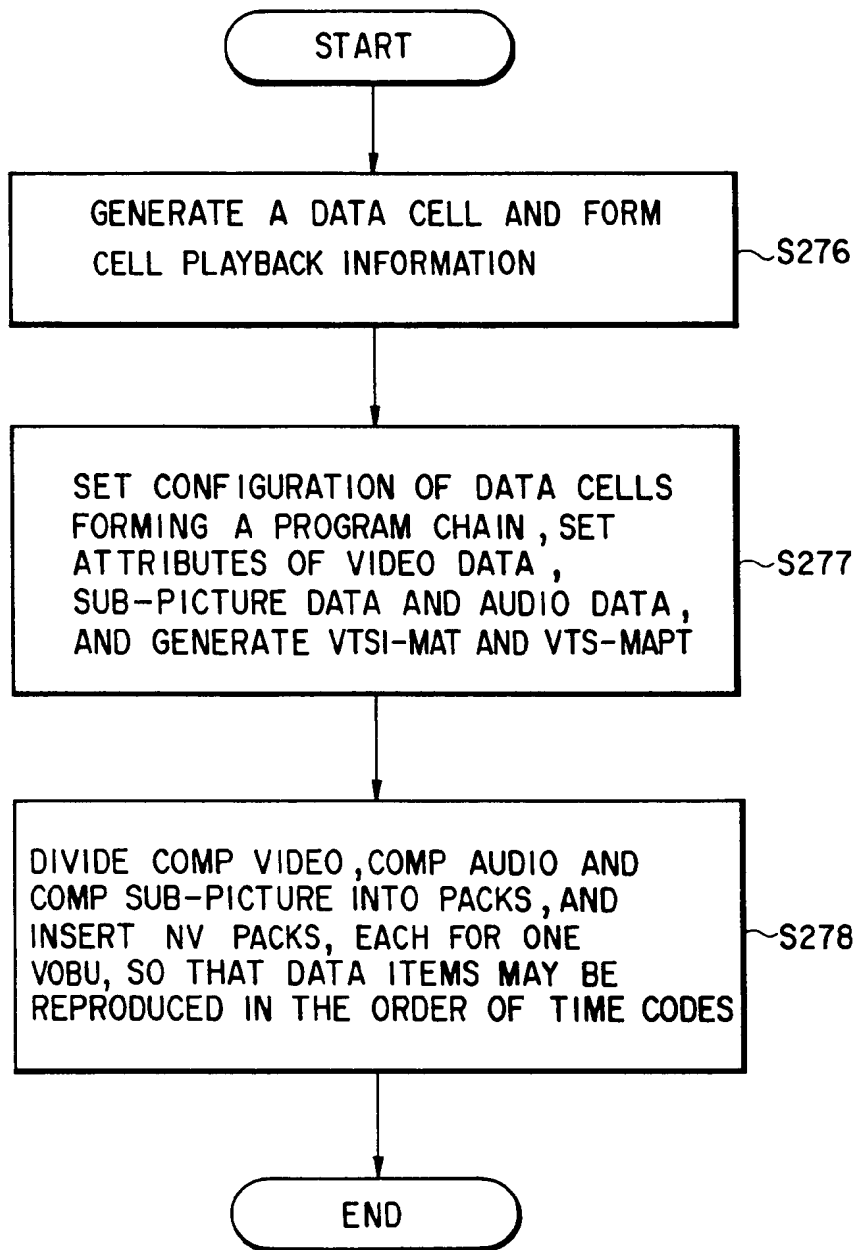 START
GENERATE A DATA CELL AND FORM
CELL PLAYBACK INFORMATION
S276
SET CONFIGURATION OF DATA CELLS
FORMING A PROGRAM CHAIN, SET
ATTRIBUTES OF VIDEO DATA,
SUB-PICTURE DATA AND AUDIO DATA,
AND GENERATE VTSI-MAT AND VTS-MAPT
S277
DIVIDE COMP VIDEO, COMP AUDIO AND
COMP SUB-PICTURE INTO PACKS, AND
INSERT NV PACKS, EACH FOR ONE
VOBU, SO THAT DATA ITEMS MAY BE
REPRODUCED IN THE ORDER OF TIME CODES
S278
END